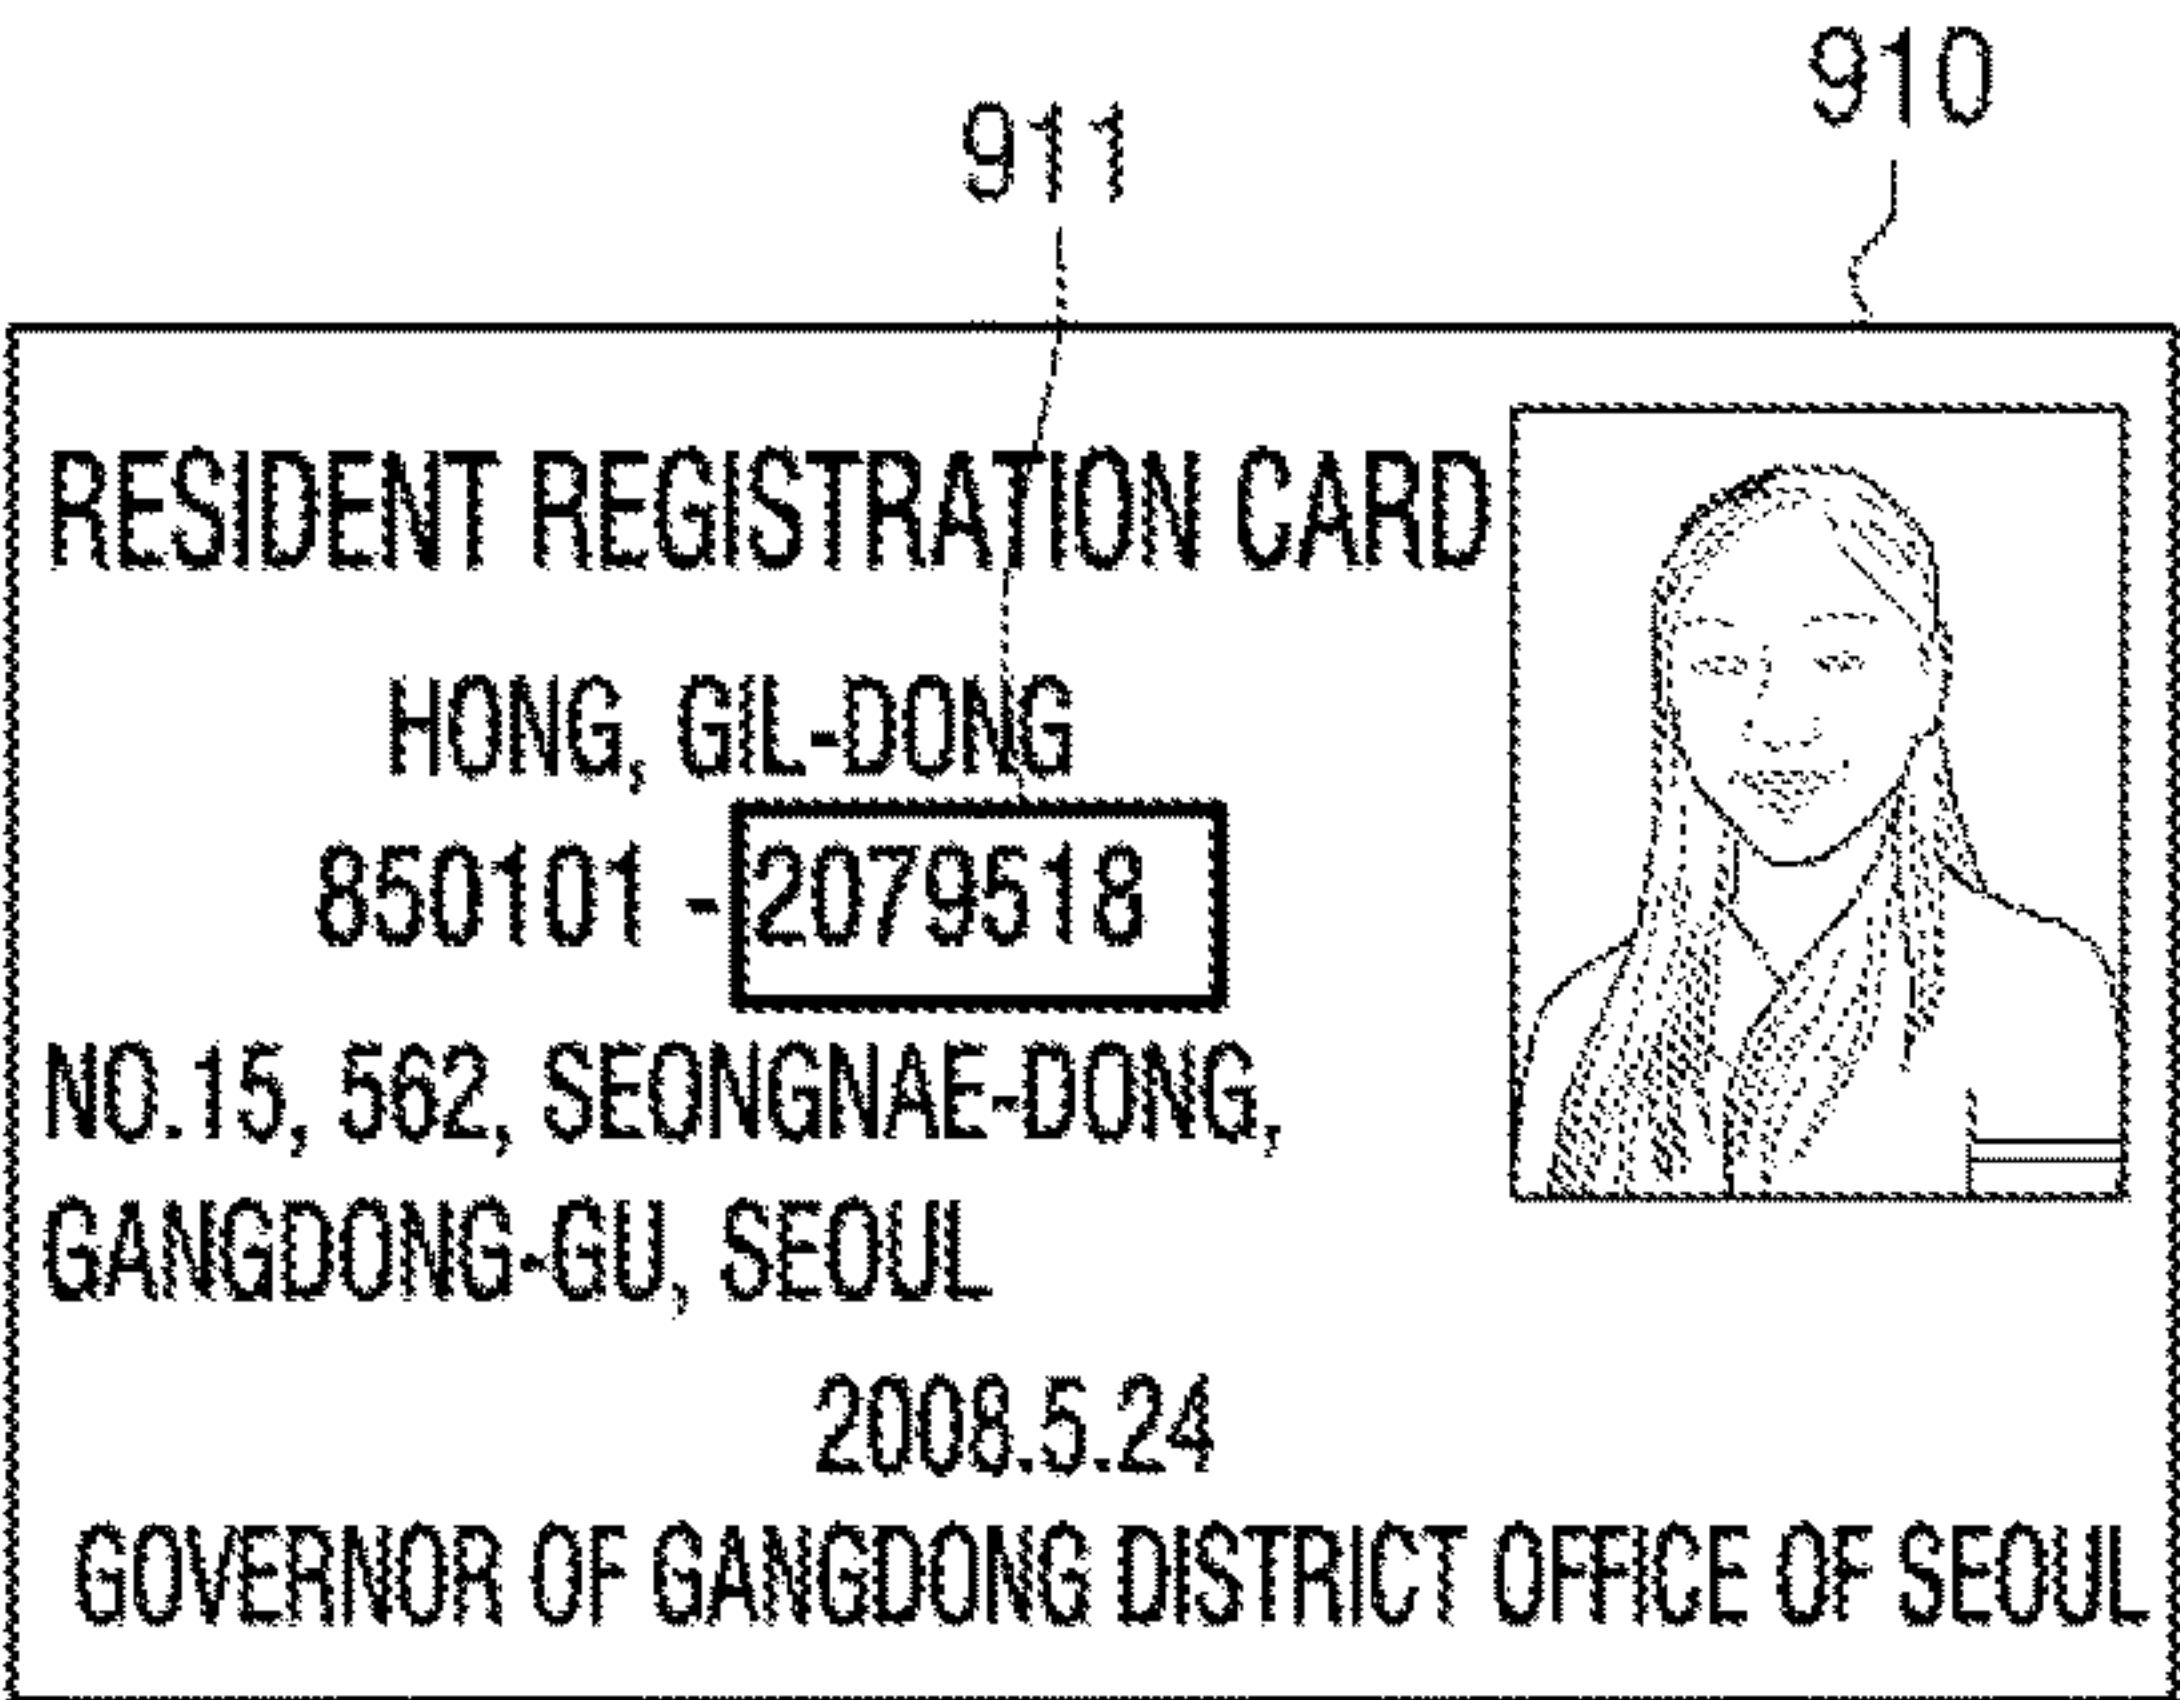 910
911
RESIDENT REGISTRATION CARD
HONG, GIL-DONG
850101 - 2079518
NO.15, 562, SEONGNAE-DONG,
GANGDONG-GU, SEOUL
2008.5.24
GOVERNOR OF GANGDONG DISTRICT OFFICE OF SEOUL